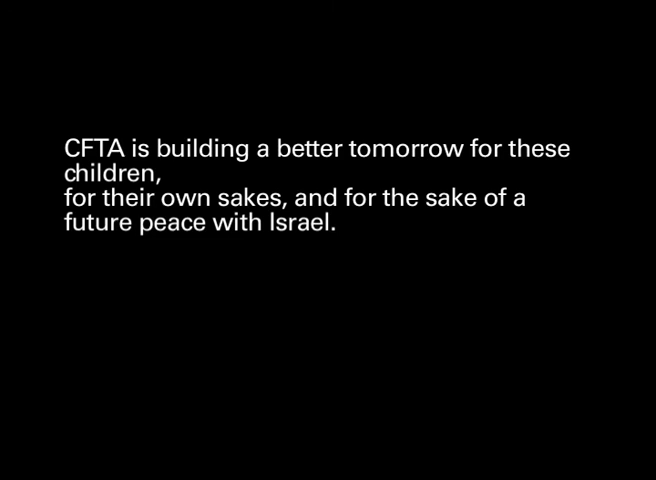 CFTA is building a better tomorrow for these
children,
for their own sakes, and for the sake of a
future peace with Israel.